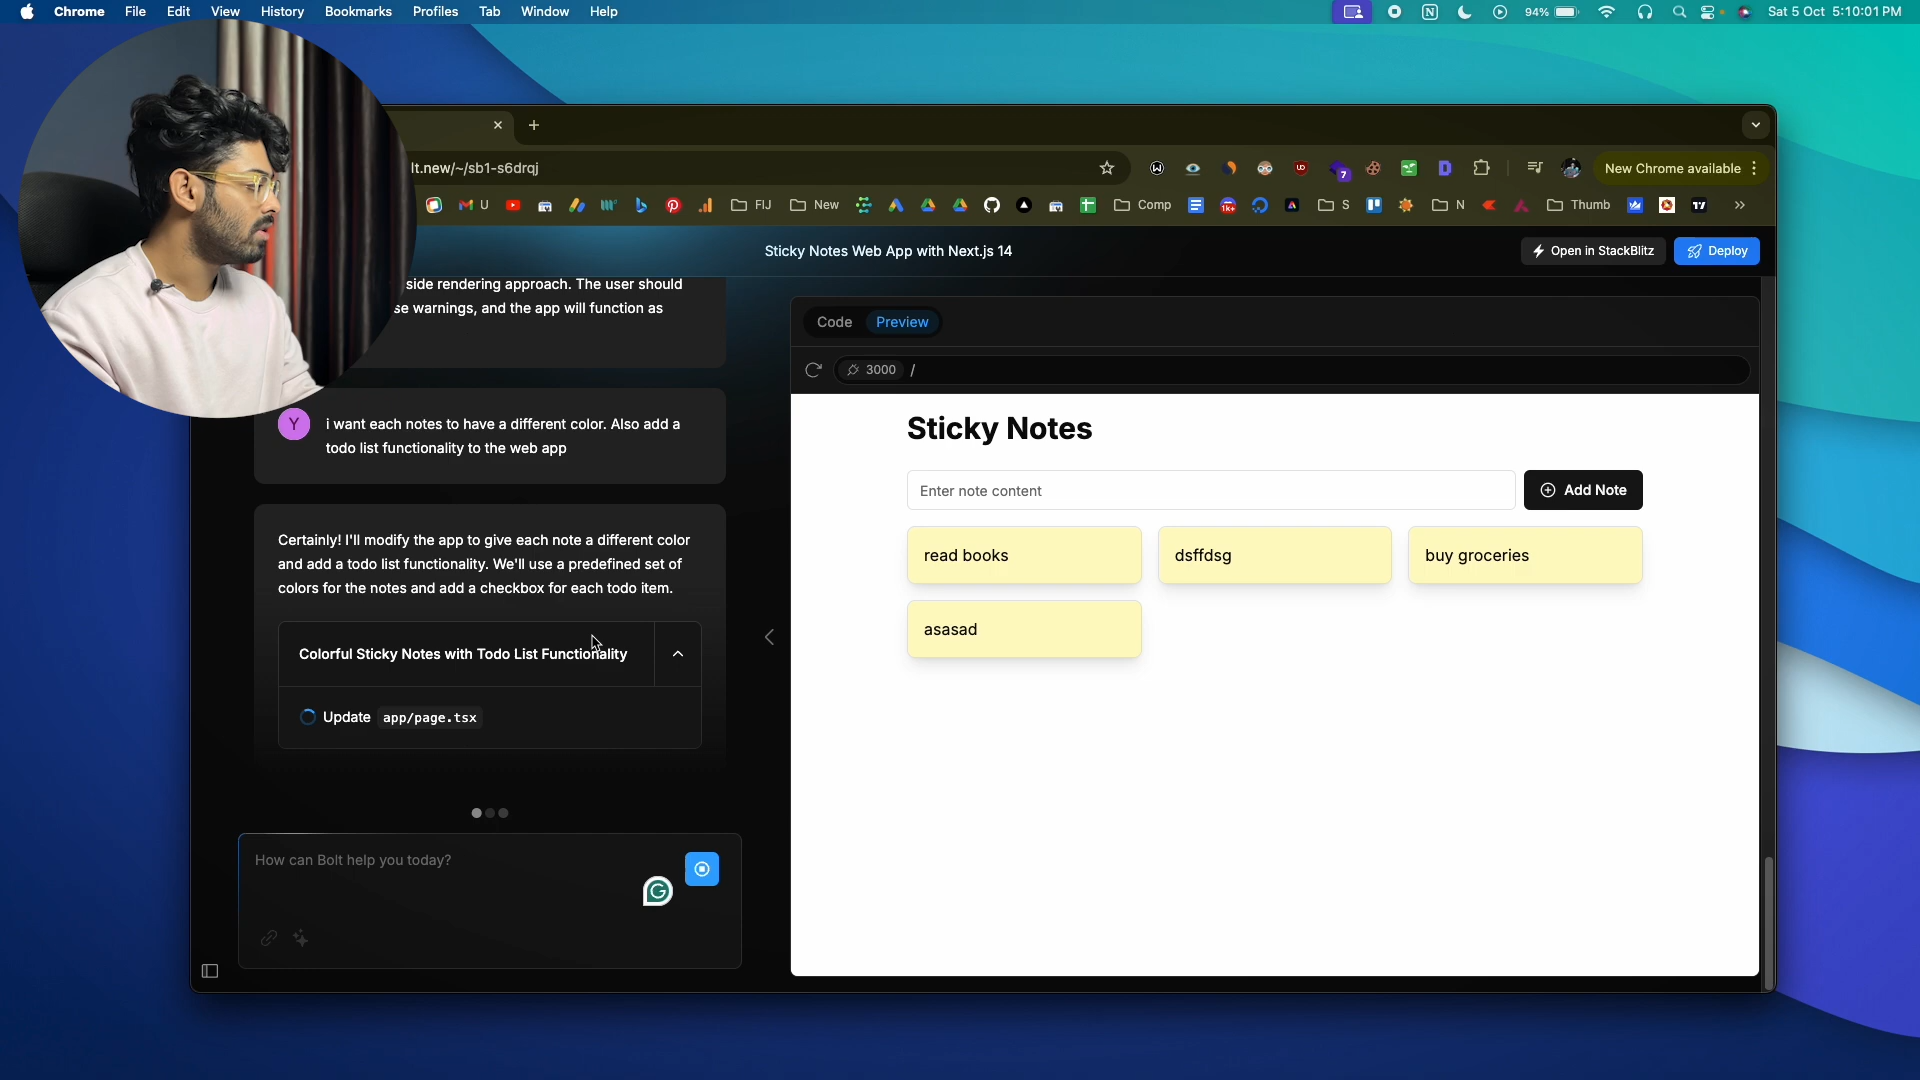 Chrome File Edit View History Bookmarks Profiles Tab Window Help
94% Sat 5 Oct 5:10:01 PM
lt.new/~/sb1-s6drqj
7
New Chrome available
U
FIJ
New
Comp
1k+
S
N
Thumb
Sticky Notes Web App with Next.js 14
Open in StackBlitz
Deploy
side rendering approach. The user should
se warnings, and the app will function as
Y
i want each notes to have a different color. Also add a
todo list functionality to the web app
Certainly! I'll modify the app to give each note a different color
and add a todo list functionality. We'll use a predefined set of
colors for the notes and add a checkbox for each todo item.
Colorful Sticky Notes with Todo List Functionality
Update app/page.tsx
How can Bolt help you today?
Code
Preview
3000 /
Sticky Notes
Enter note content
Add Note
read books
dsffdsg
buy groceries
asasad